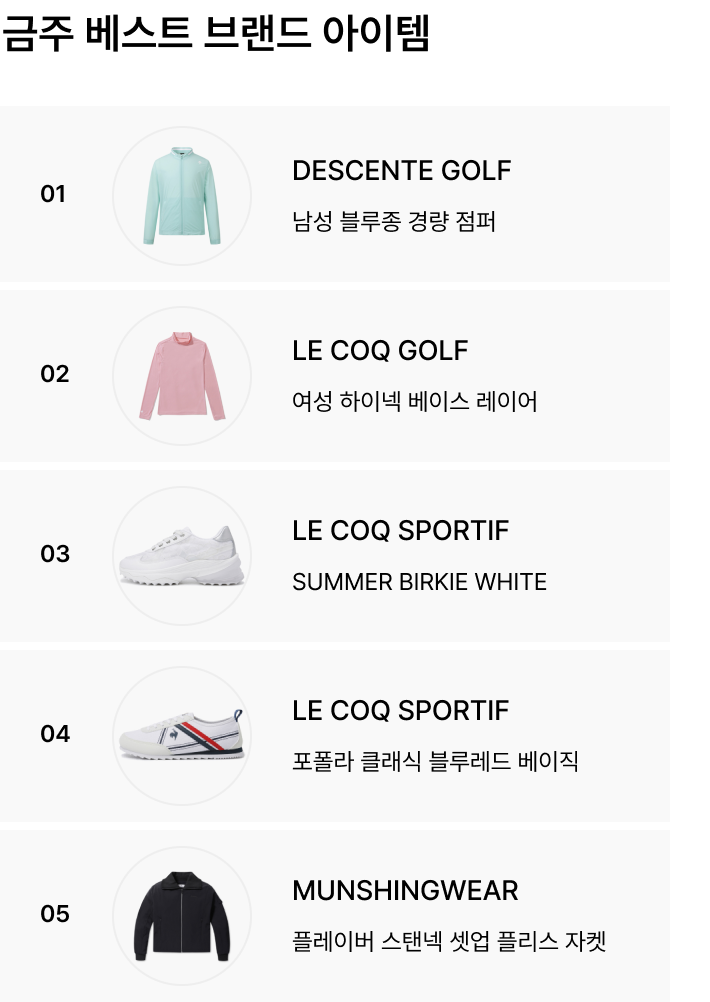 금주 베스트 브랜드 아이템
01
DESCENTE GOLF
남성 블루종 경량 점퍼
02
LE COQ GOLF
여성 하이넥 베이스 레이어
03
LE COQ SPORTIF
SUMMER BIRKIE WHITE
04
LE COQ SPORTIF
포폴라 클래식 블루레드 베이직
05
MUNSHINGWEAR
플레이버 스탠넥 셋업 플리스 자켓